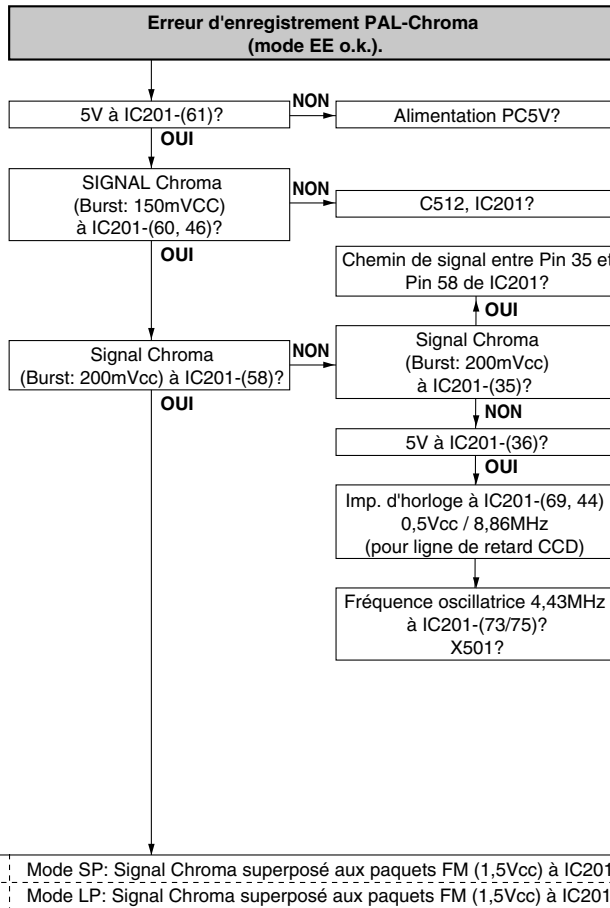 Erreur d'enregistrement PAL-Chroma
(mode EE o.k.).
5V à IC201-(61)?
NON
Alimentation PC5V?
OUI
SIGNAL Chroma
(Burst: 150mVCC)
à IC201-(60, 46)?
NON
C512, IC201?
OUI
Chemin de signal entre Pin 35 et
Pin 58 de IC201?
OUI
Signal Chroma
(Burst: 200mVcc) à IC201-(58)?
NON
Signal Chroma
(Burst: 200mVcc)
à IC201-(35)?
OUI
NON
5V à IC201-(36)?
OUI
Imp. d'horloge à IC201-(69, 44)
0,5Vcc / 8,86MHz
(pour ligne de retard CCD)
Fréquence oscillatrice 4,43MHz
à IC201-(73/75)?
X501?
Mode SP: Signal Chroma superposé aux paquets FM (1,5Vcc) à IC201
Mode LP: Signal Chroma superposé aux paquets FM (1,5Vcc) à IC201